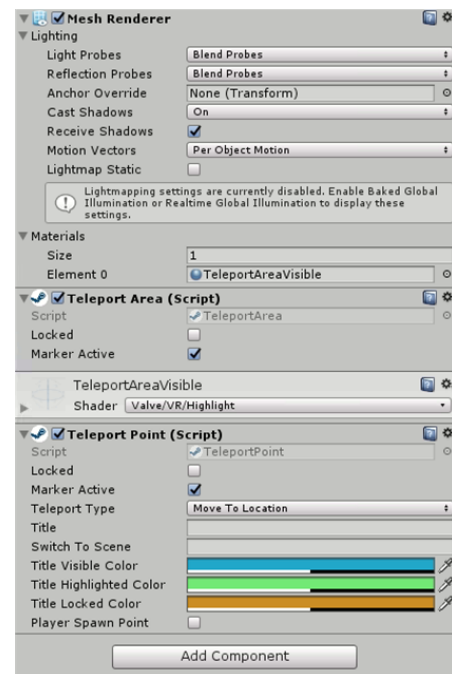 Mesh Renderer
Lighting
Light Probes Blend Probes
Reflection Probes Blend Probes
Anchor Override None (Transform)
Cast Shadows On
Receive Shadows
Motion Vectors Per Object Motion
Lightmap Static
Lightmapping settings are currently disabled. Enable Baked Global
Illumination or Realtime Global Illumination to display these
settings.
Materials
Size 1
Element 0 TeleportAreaVisible
Teleport Area (Script)
Script TeleportArea
Locked
Marker Active
TeleportAreaVisible
Shader Valve/VR/Highlight
Teleport Point (Script)
Script TeleportPoint
Locked
Marker Active
Teleport Type Move To Location
Title
Switch To Scene
Title Visible Color
Title Highlighted Color
Title Locked Color
Player Spawn Point
Add Component